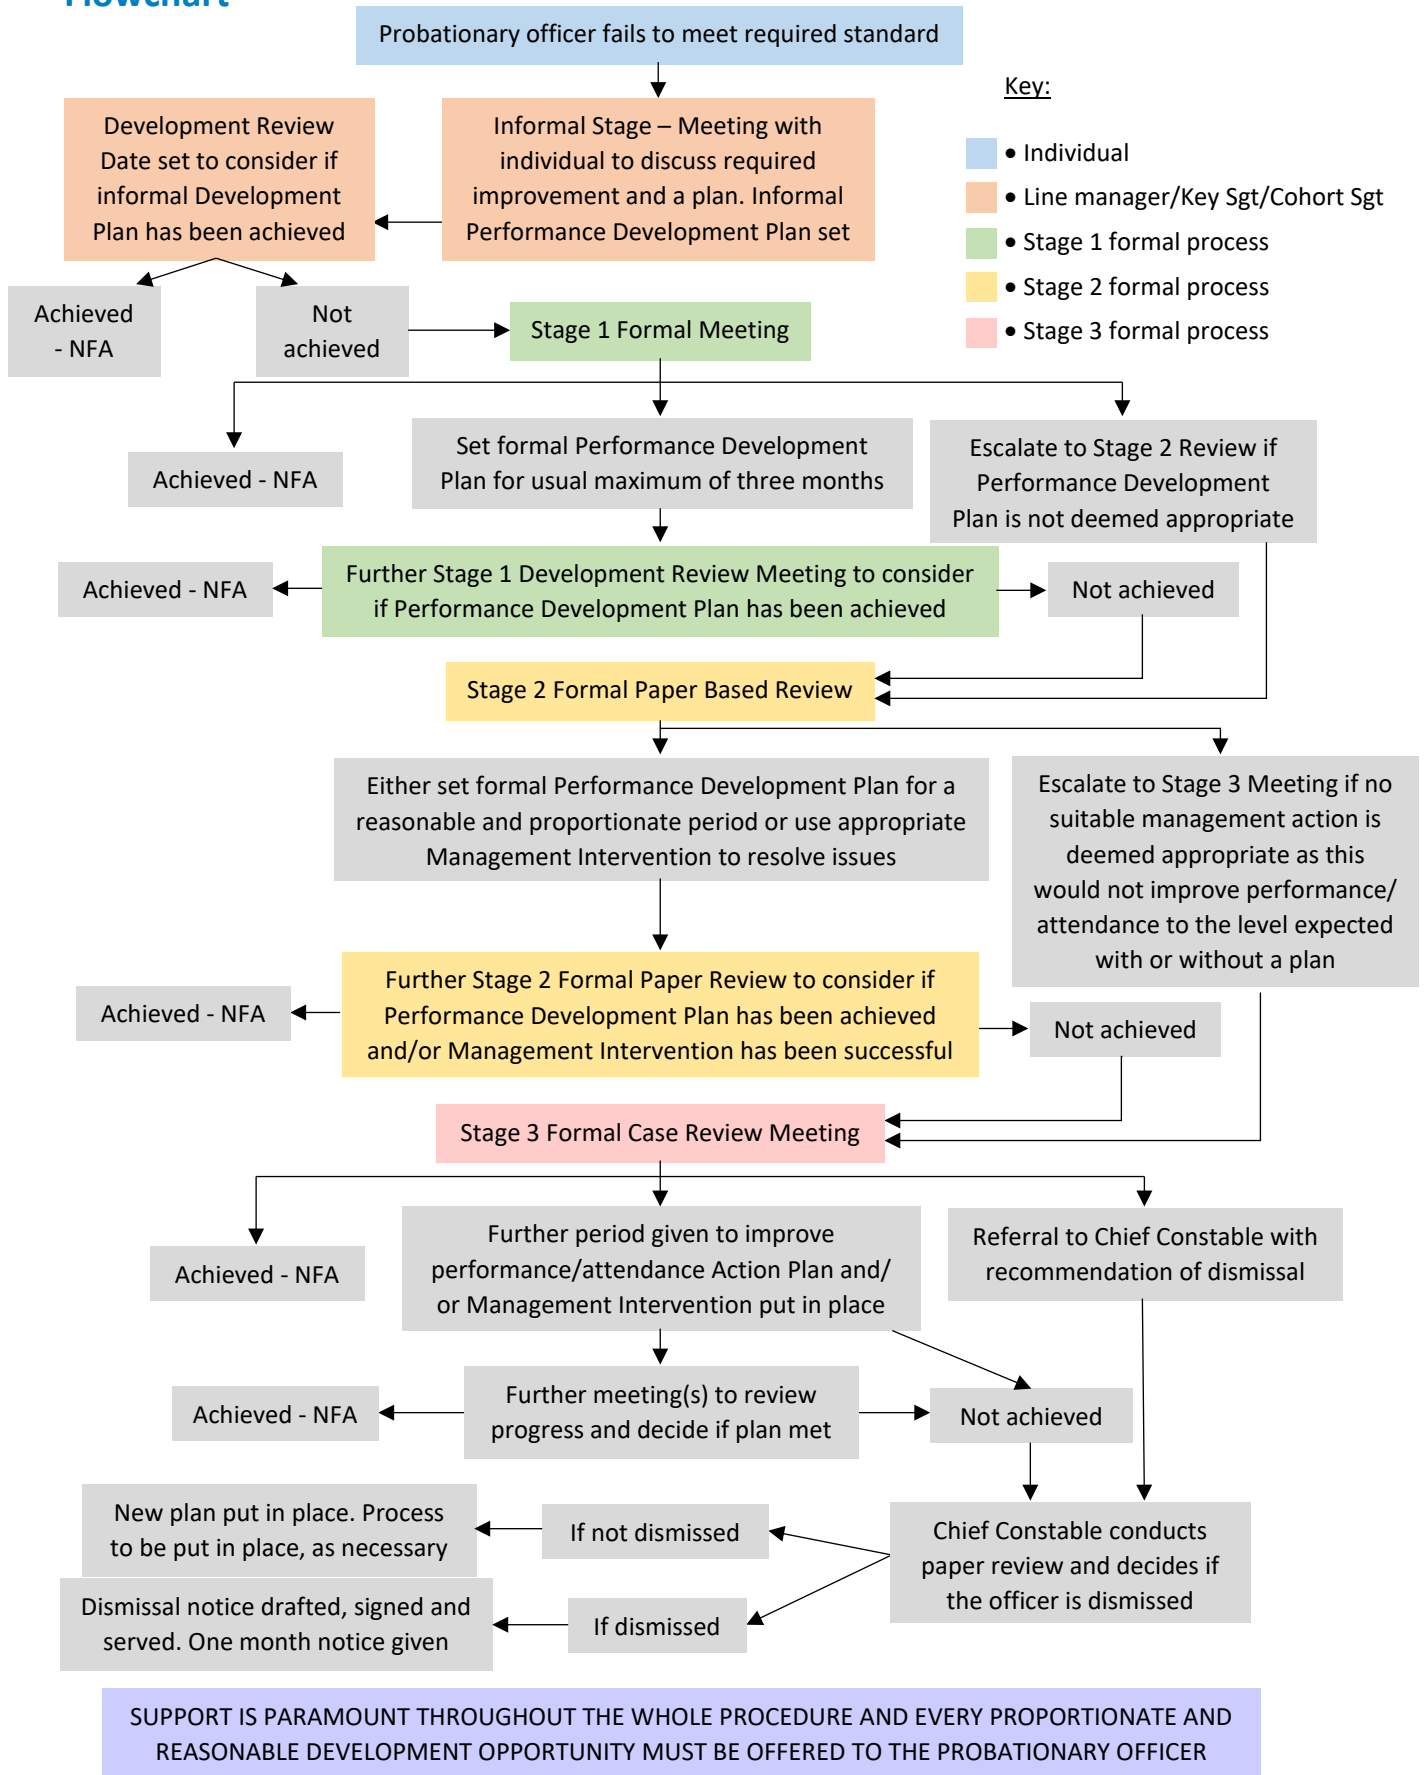 Flowchart
Probationary officer fails to meet required standard
Key:
• Individual
• Line manager/Key Sgt/Cohort Sgt
• Stage 1 formal process
• Stage 2 formal process
• Stage 3 formal process
Informal Stage – Meeting with
individual to discuss required
improvement and a plan. Informal
Performance Development Plan set
Development Review
Date set to consider if
informal Development
Plan has been achieved
Achieved
- NFA
Not
achieved
Stage 1 Formal Meeting
Achieved - NFA
Set formal Performance Development
Plan for usual maximum of three months
Escalate to Stage 2 Review if
Performance Development
Plan is not deemed appropriate
Achieved - NFA
Further Stage 1 Development Review Meeting to consider
if Performance Development Plan has been achieved
Not achieved
Stage 2 Formal Paper Based Review
Either set formal Performance Development Plan for a
reasonable and proportionate period or use appropriate
Management Intervention to resolve issues
Escalate to Stage 3 Meeting if no
suitable management action is
deemed appropriate as this
would not improve performance/
attendance to the level expected
with or without a plan
Achieved - NFA
Further Stage 2 Formal Paper Review to consider if
Performance Development Plan has been achieved
and/or Management Intervention has been successful
Not achieved
Stage 3 Formal Case Review Meeting
Achieved - NFA
Further period given to improve
performance/attendance Action Plan and/
or Management Intervention put in place
Referral to Chief Constable with
recommendation of dismissal
Achieved - NFA
Further meeting(s) to review
progress and decide if plan met
Not achieved
New plan put in place. Process
to be put in place, as necessary
If not dismissed
Chief Constable conducts
paper review and decides if
the officer is dismissed
Dismissal notice drafted, signed and
served. One month notice given
If dismissed
SUPPORT IS PARAMOUNT THROUGHOUT THE WHOLE PROCEDURE AND EVERY PROPORTIONATE AND
REASONABLE DEVELOPMENT OPPORTUNITY MUST BE OFFERED TO THE PROBATIONARY OFFICER